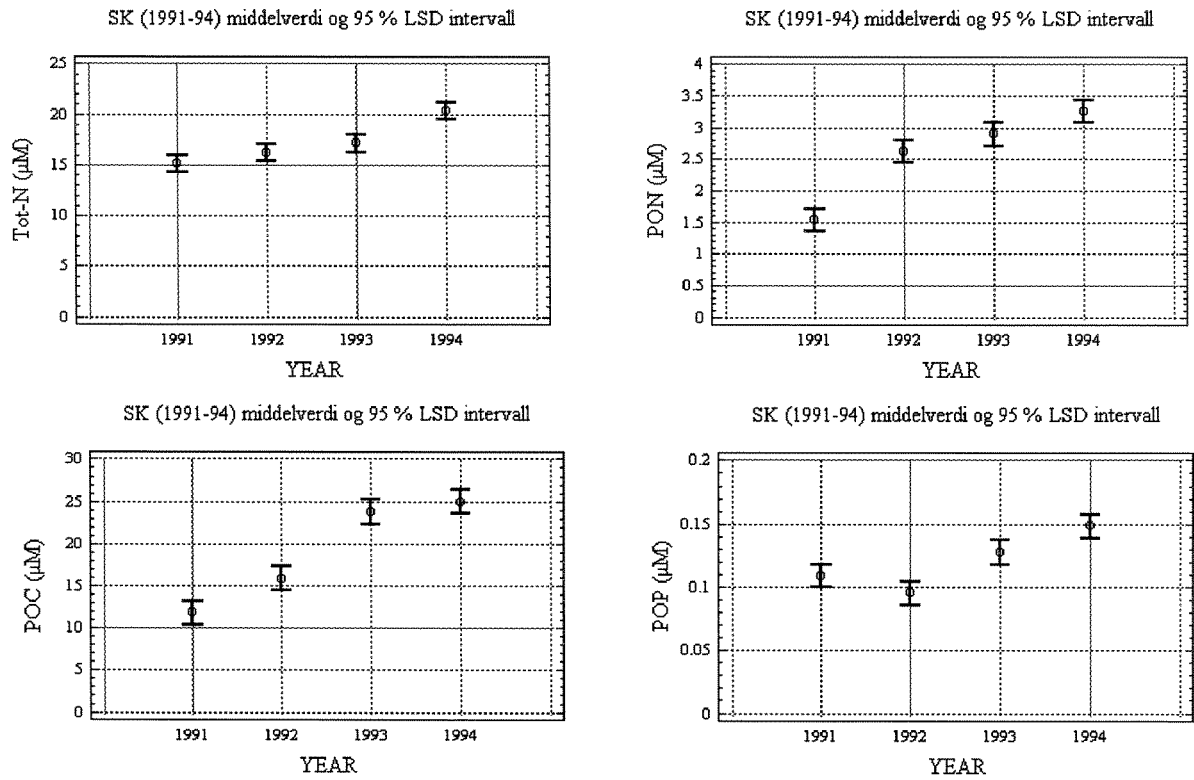 SK (1991-94) middelverdi og 95 % LSD intervall
Tot-N (µM)
25
20
15
10
5
0
1991 1992 1993 1994
YEAR
SK (1991-94) middelverdi og 95 % LSD intervall
PON (µM)
4
3.5
3
2.5
2
1.5
1
0.5
0
1991 1992 1993 1994
YEAR
SK (1991-94) middelverdi og 95 % LSD intervall
POC (µM)
30
25
20
15
10
5
0
1991 1992 1993 1994
YEAR
SK (1991-94) middelverdi og 95 % LSD intervall
POP (µM)
0.2
0.15
0.1
0.05
0
1991 1992 1993 1994
YEAR